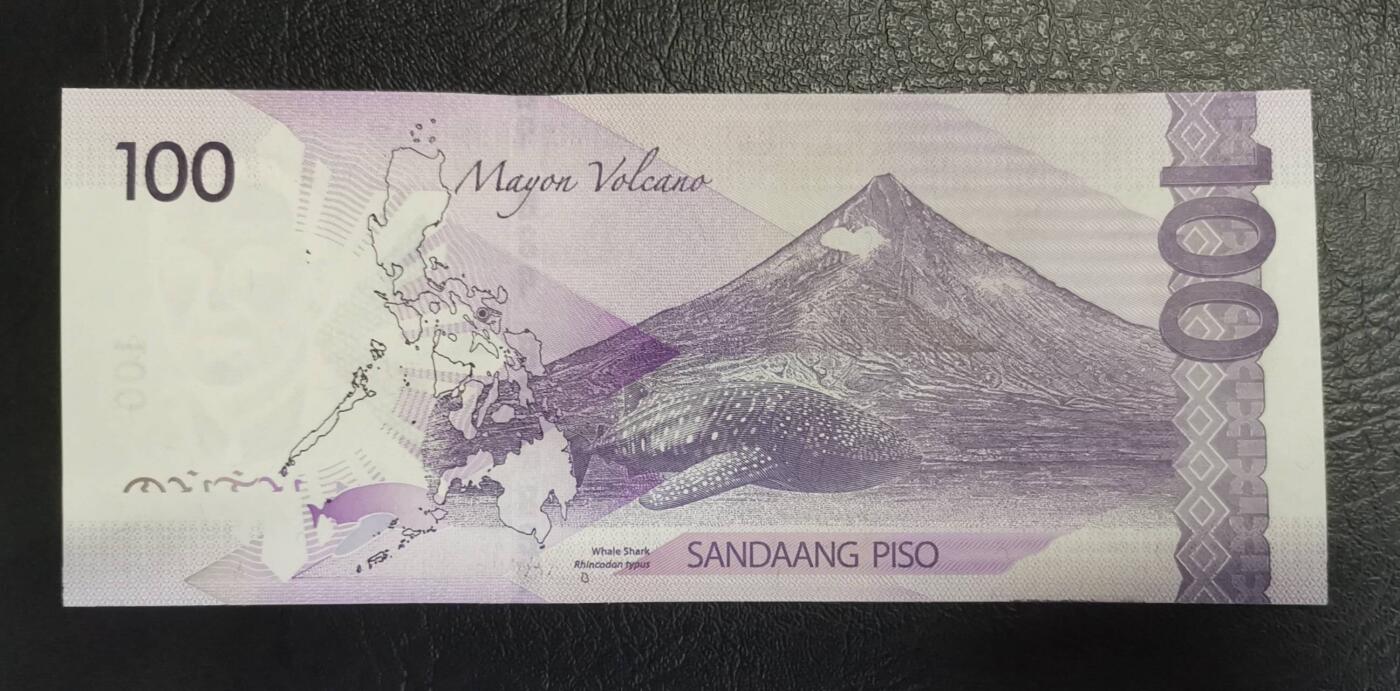 100
Mayon Volcano
100
Whale Shark
Rhincodon typus
SANDAANG PISO